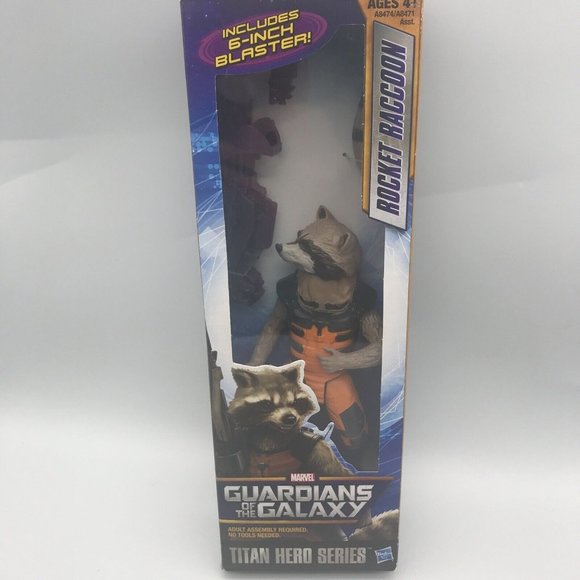 INCLUDES
6-INCH
BLASTER!
AGES 4+
A8474/A8471
Asst.
ROCKET RACCOON
MARVEL
GUARDIANS
OF THE
GALAXY
ADULT ASSEMBLY REQUIRED.
NO TOOLS NEEDED.
TITAN HERO SERIES™
Hasbro